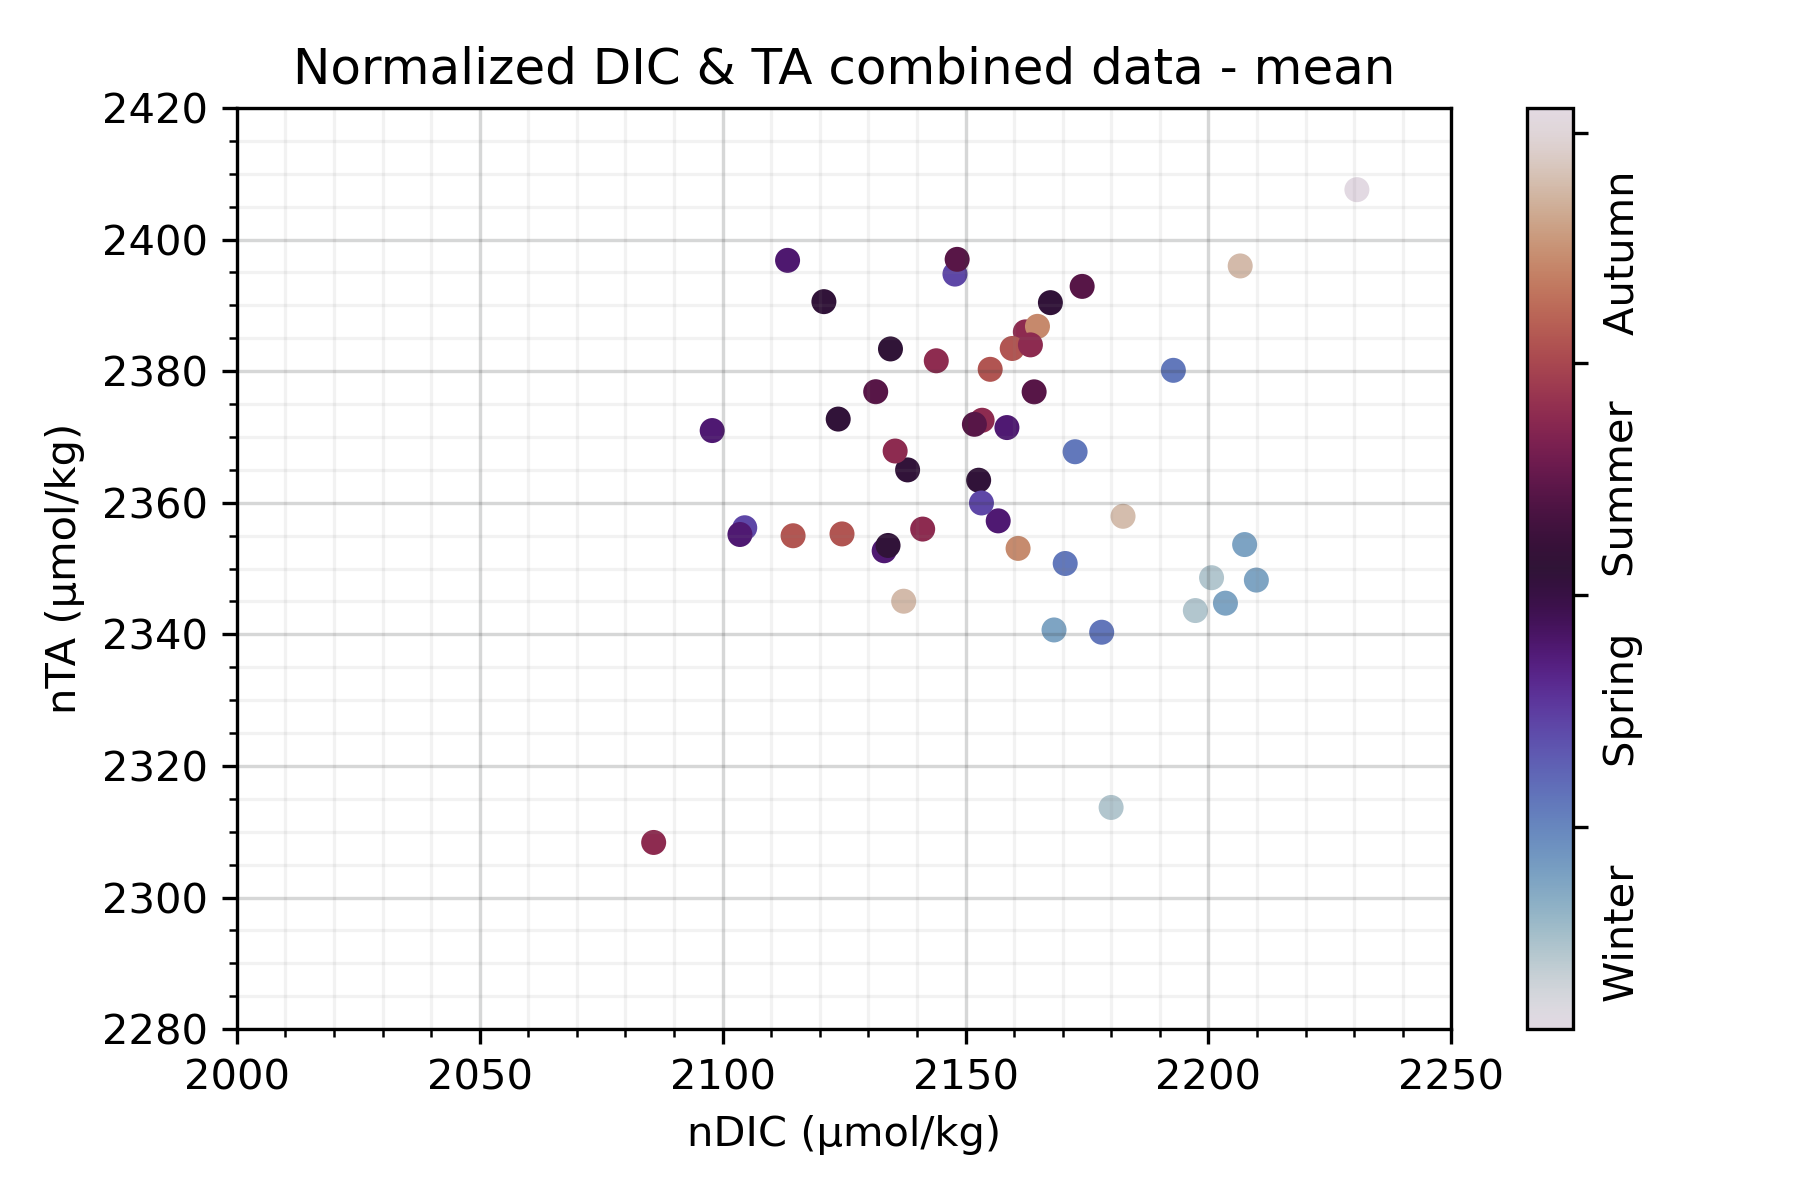 Normalized DIC & TA combined data - mean
2420
2400
2380
2360
2340
2320
2300
2280
nTA (µmol/kg)
2000 2050 2100 2150 2200 2250
nDIC (µmol/kg)
Autumn
Summer
Spring
Winter